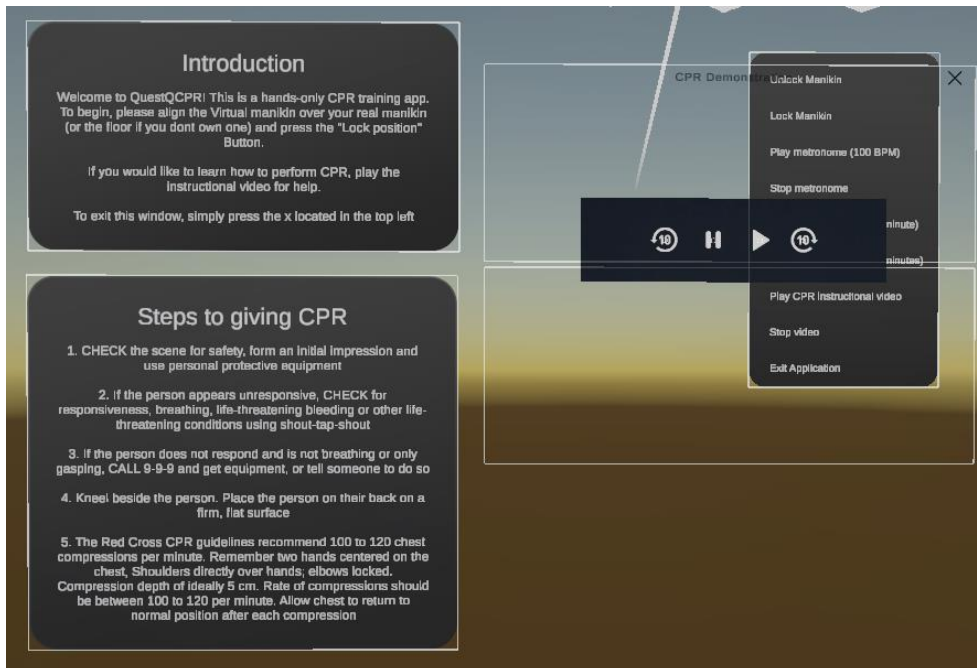 Introduction
Welcome to QuestQCPR! This is a hands-only CPR training app.
To begin, please align the Virtual manikin over your real manikin
(or the floor if you dont own one) and press the "Lock position"
Button.
If you would like to learn how to perform CPR, play the
instructional video for help.
To exit this window, simply press the x located in the top left
Steps to giving CPR
1. CHECK the scene for safety, form an initial impression and
use personal protective equipment
2. If the person appears unresponsive, CHECK for
responsiveness, breathing, life-threatening bleeding or other life-
threatening conditions using shout-tap-shout
3. If the person does not respond and is not breathing or only
gasping, CALL 9-9-9 and get equipment, or tell someone to do so
4. Kneel beside the person. Place the person on their back on a
firm, flat surface
5. The Red Cross CPR guidelines recommend 100 to 120 chest
compressions per minute. Remember two hands centered on the
chest, Shoulders directly over hands; elbows locked.
Compression depth of ideally 5 cm. Rate of compressions should
be between 100 to 120 per minute. Allow chest to return to
normal position after each compression
CPR
Unlock Manikin
Lock Manikin
Play metronome (100 BPM)
Stop metronome
10
10
minute)
minutes)
Play CPR instructional video
Stop video
Exit Application